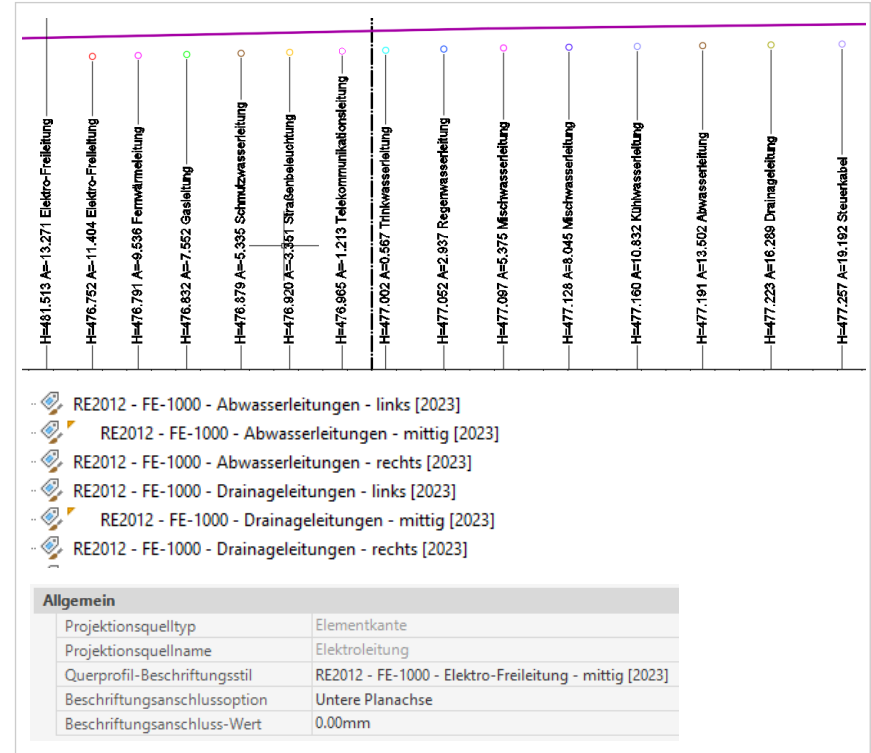 H=481.513 A=-13.271 Elektro-Freileitung
H=476.752 A=-11.404 Elektro-Freileitung
H=476.791 A=-9.536 Fernwärmeleitung
H=476.832 A=-7.552 Gasleitung
H=476.879 A=-5.335 Schmutzwasserleitung
H=476.920 A=-3.351 Straßenbeleuchtung
H=476.965 A=-1.213 Telekommunikationsleitung
H=477.002 A=0.567 Trinkwasserleitung
H=477.052 A=2.937 Regenwasserleitung
H=477.097 A=5.375 Mischwasserleitung
H=477.128 A=8.045 Mischwasserleitung
H=477.160 A=10.832 Kühlwasserleitung
H=477.191 A=13.502 Abwasserleitung
H=477.223 A=16.289 Drainageleitung
H=477.257 A=19.192 Steuerkabel
RE2012 - FE-1000 - Abwasserleitungen - links [2023]
RE2012 - FE-1000 - Abwasserleitungen - mittig [2023]
RE2012 - FE-1000 - Abwasserleitungen - rechts [2023]
RE2012 - FE-1000 - Drainageleitungen - links [2023]
RE2012 - FE-1000 - Drainageleitungen - mittig [2023]
RE2012 - FE-1000 - Drainageleitungen - rechts [2023]
Allgemein
Projektionsquelltyp Elementkante
Projektionsquellname Elektroleitung
Querprofil-Beschriftungsstil RE2012 - FE-1000 - Elektro-Freileitung - mittig [2023]
Beschriftungsanschlussoption Untere Planachse
Beschriftungsanschluss-Wert 0.00mm